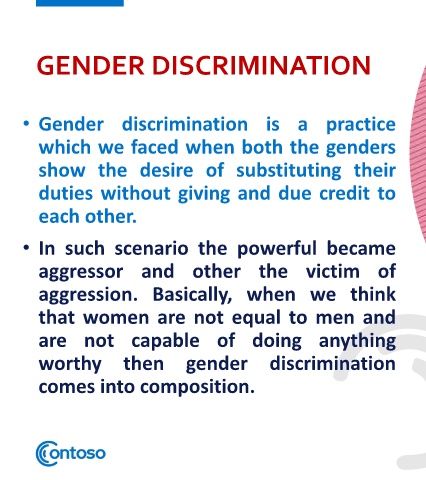 GENDER DISCRIMINATION
• Gender discrimination is a practice
which we faced when both the genders
show the desire of substituting their
duties without giving and due credit to
each other.
• In such scenario the powerful became
aggressor and other the victim of
aggression. Basically, when we think
that women are not equal to men and
are not capable of doing anything
worthy then gender discrimination
comes into composition.
Contoso